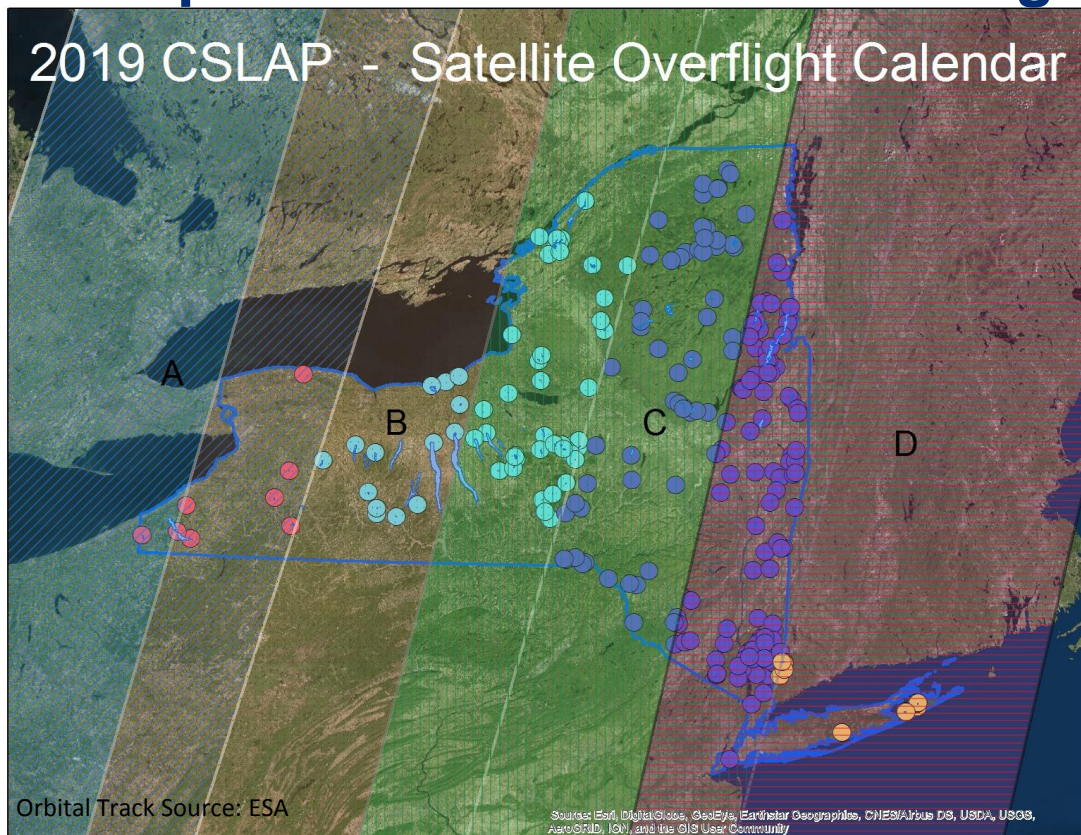 2019 CSLAP - Satellite Overflight Calendar
A
B
C
D
Orbital Track Source: ESA
Source: Esri, DigitalGlobe, GeoEye, Earthstar Geographics, CNES/Airbus DS, USDA, USGS,
AeroGRID, IGN, and the GIS User Community